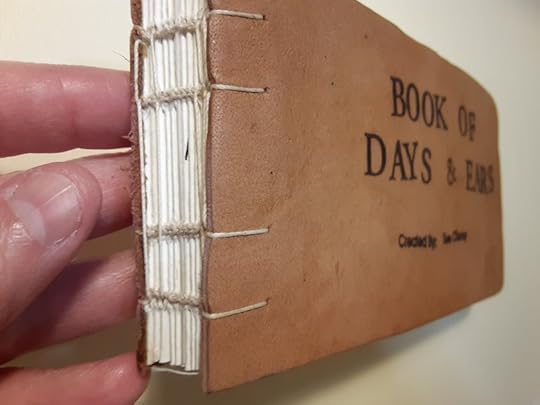 BOOK OF
DAYS & EARS
Created By: